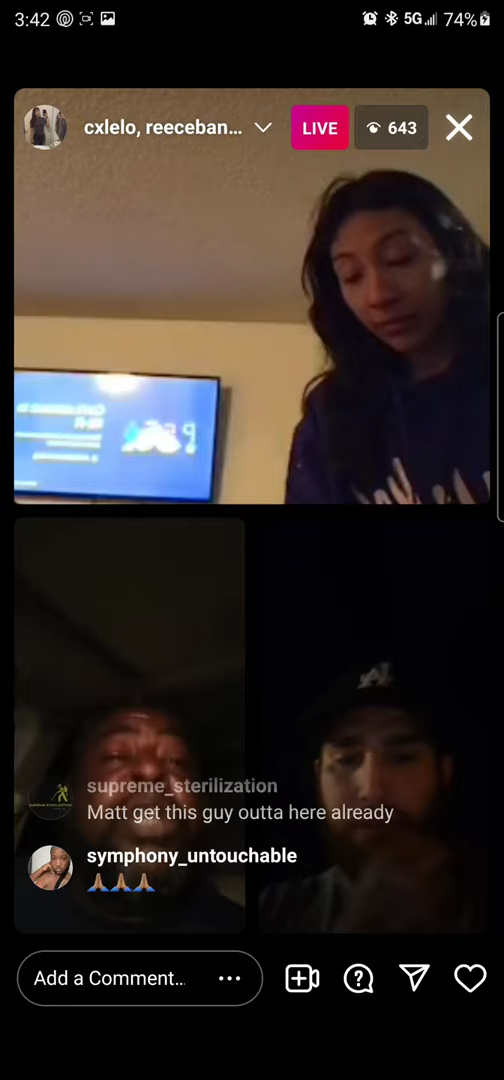 3:42
5G
74%
cxlelo, reeceban...
LIVE
643
supreme_sterilization
Matt get this guy outta here already
symphony_untouchable
🙏🏽🙏🏽🙏🏽
Add a Comment...